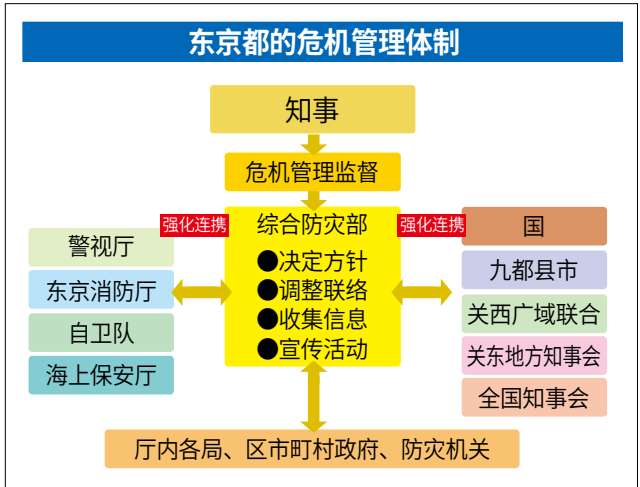 东京都的危机管理体制
知事
危机管理监督
强化连携
综合防灾部
强化连携
●决定方针
●调整联络
●收集信息
●宣传活动
警视厅
东京消防厅
自卫队
海上保安厅
国
九都县市
关西广域联合
关东地方知事会
全国知事会
厅内各局、区市町村政府、防灾机关